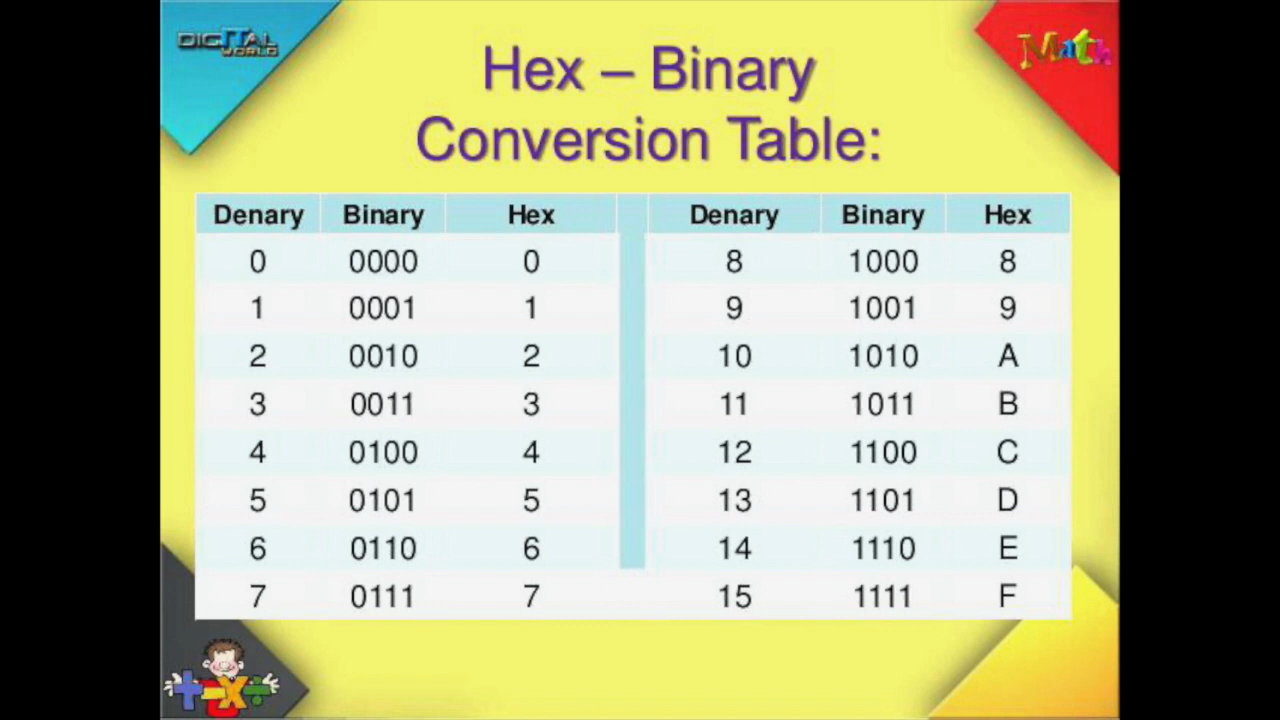 DIGITAL
WORLD
Math
Hex – Binary
Conversion Table:
Denary Binary Hex Denary Binary Hex
0 0000 0 8 1000 8
1 0001 1 9 1001 9
2 0010 2 10 1010 A
3 0011 3 11 1011 B
4 0100 4 12 1100 C
5 0101 5 13 1101 D
6 0110 6 14 1110 E
7 0111 7 15 1111 F